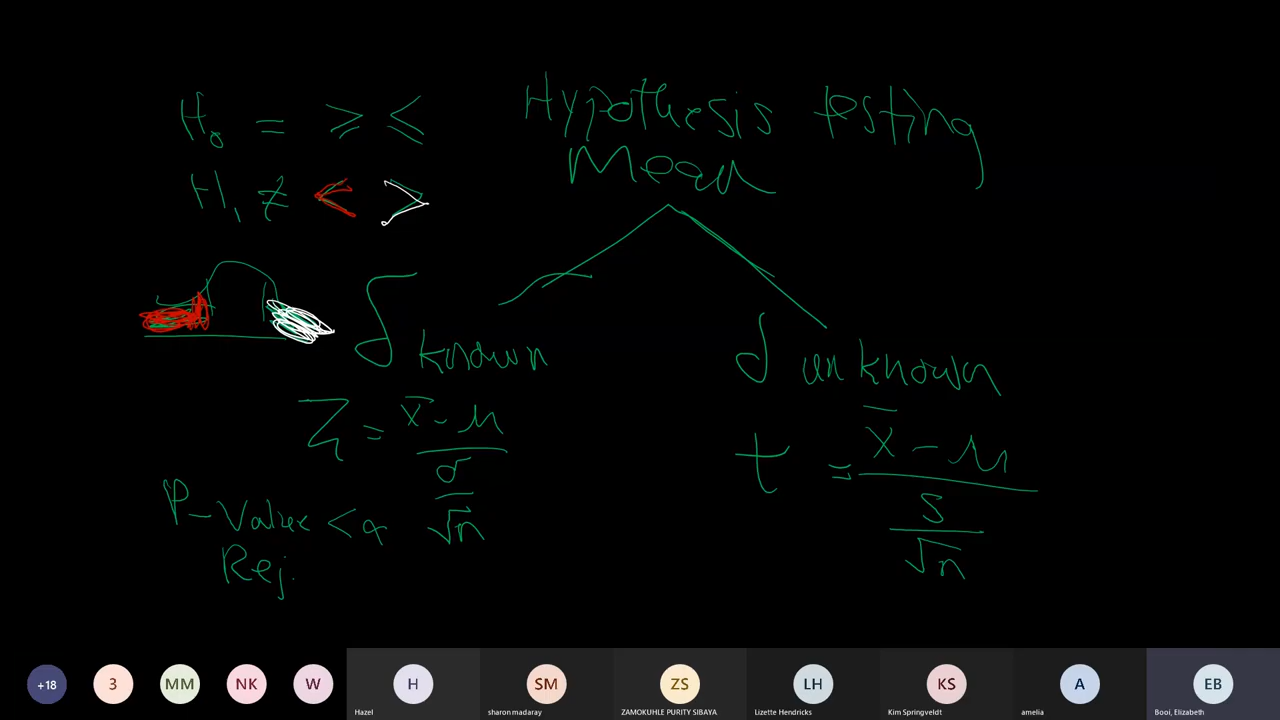 H₀ = ≥ ≤
H₁ ≠ < >
Hypothesis testing
Mean
σ known
σ unknown
Z = x̄ - μ / σ / √n
t = x̄ - μ / s / √n
P-Value < α
Rej.
+18
3
MM
NK
W
H
SM
ZS
LH
KS
A
EB
Hazel
sharon madaray
ZAMOKUHLE PURITY SIBAYA
Lizette Hendricks
Kim Springveldt
amelia
Booi, Elizabeth